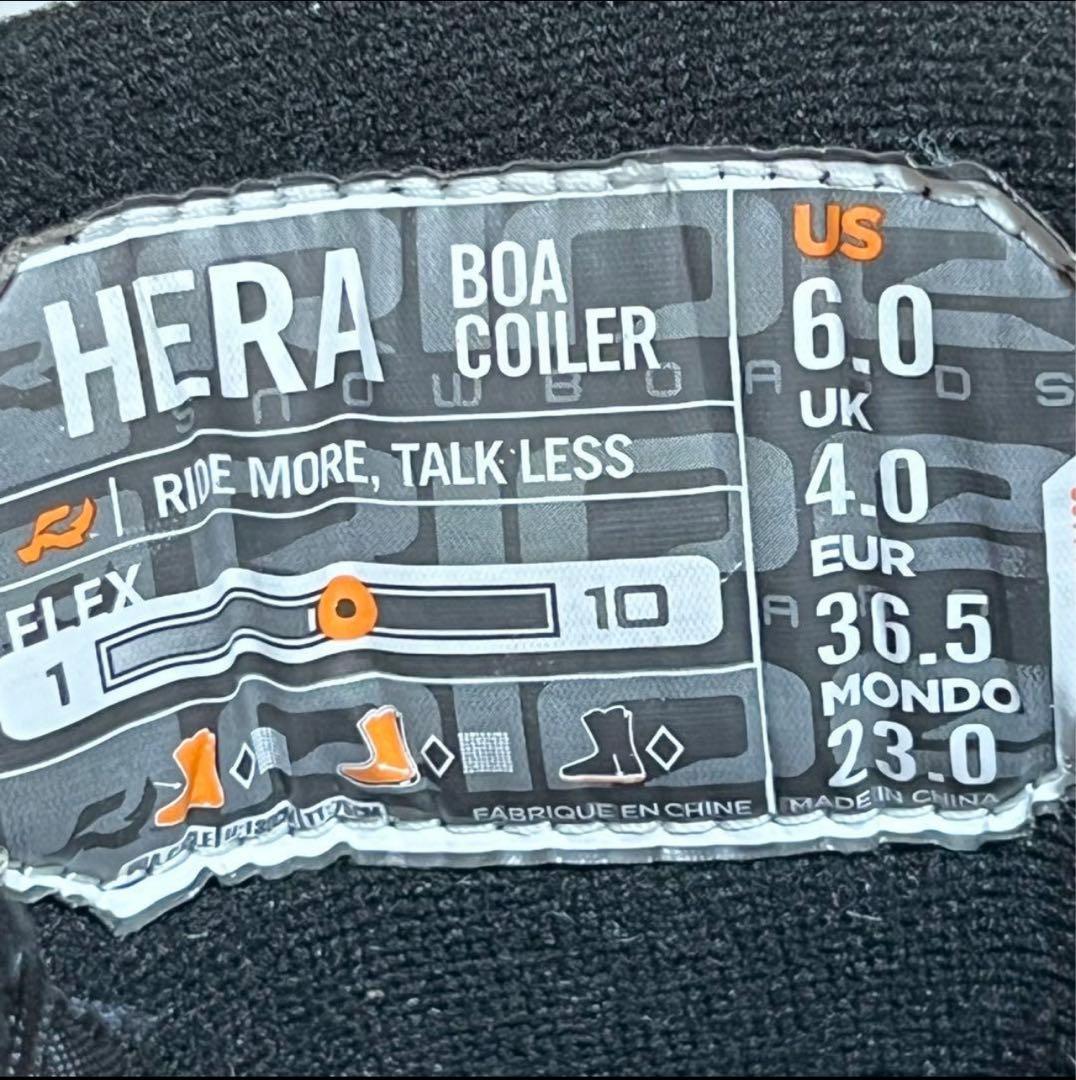 HERA
BOA
COILER
SNOWBOARDS
RIDE MORE, TALK LESS
FLEX
1
10
FABRIQUE EN CHINE
US
6.0
UK
4.0
EUR
36.5
MONDO
23.0
MADE IN CHINA